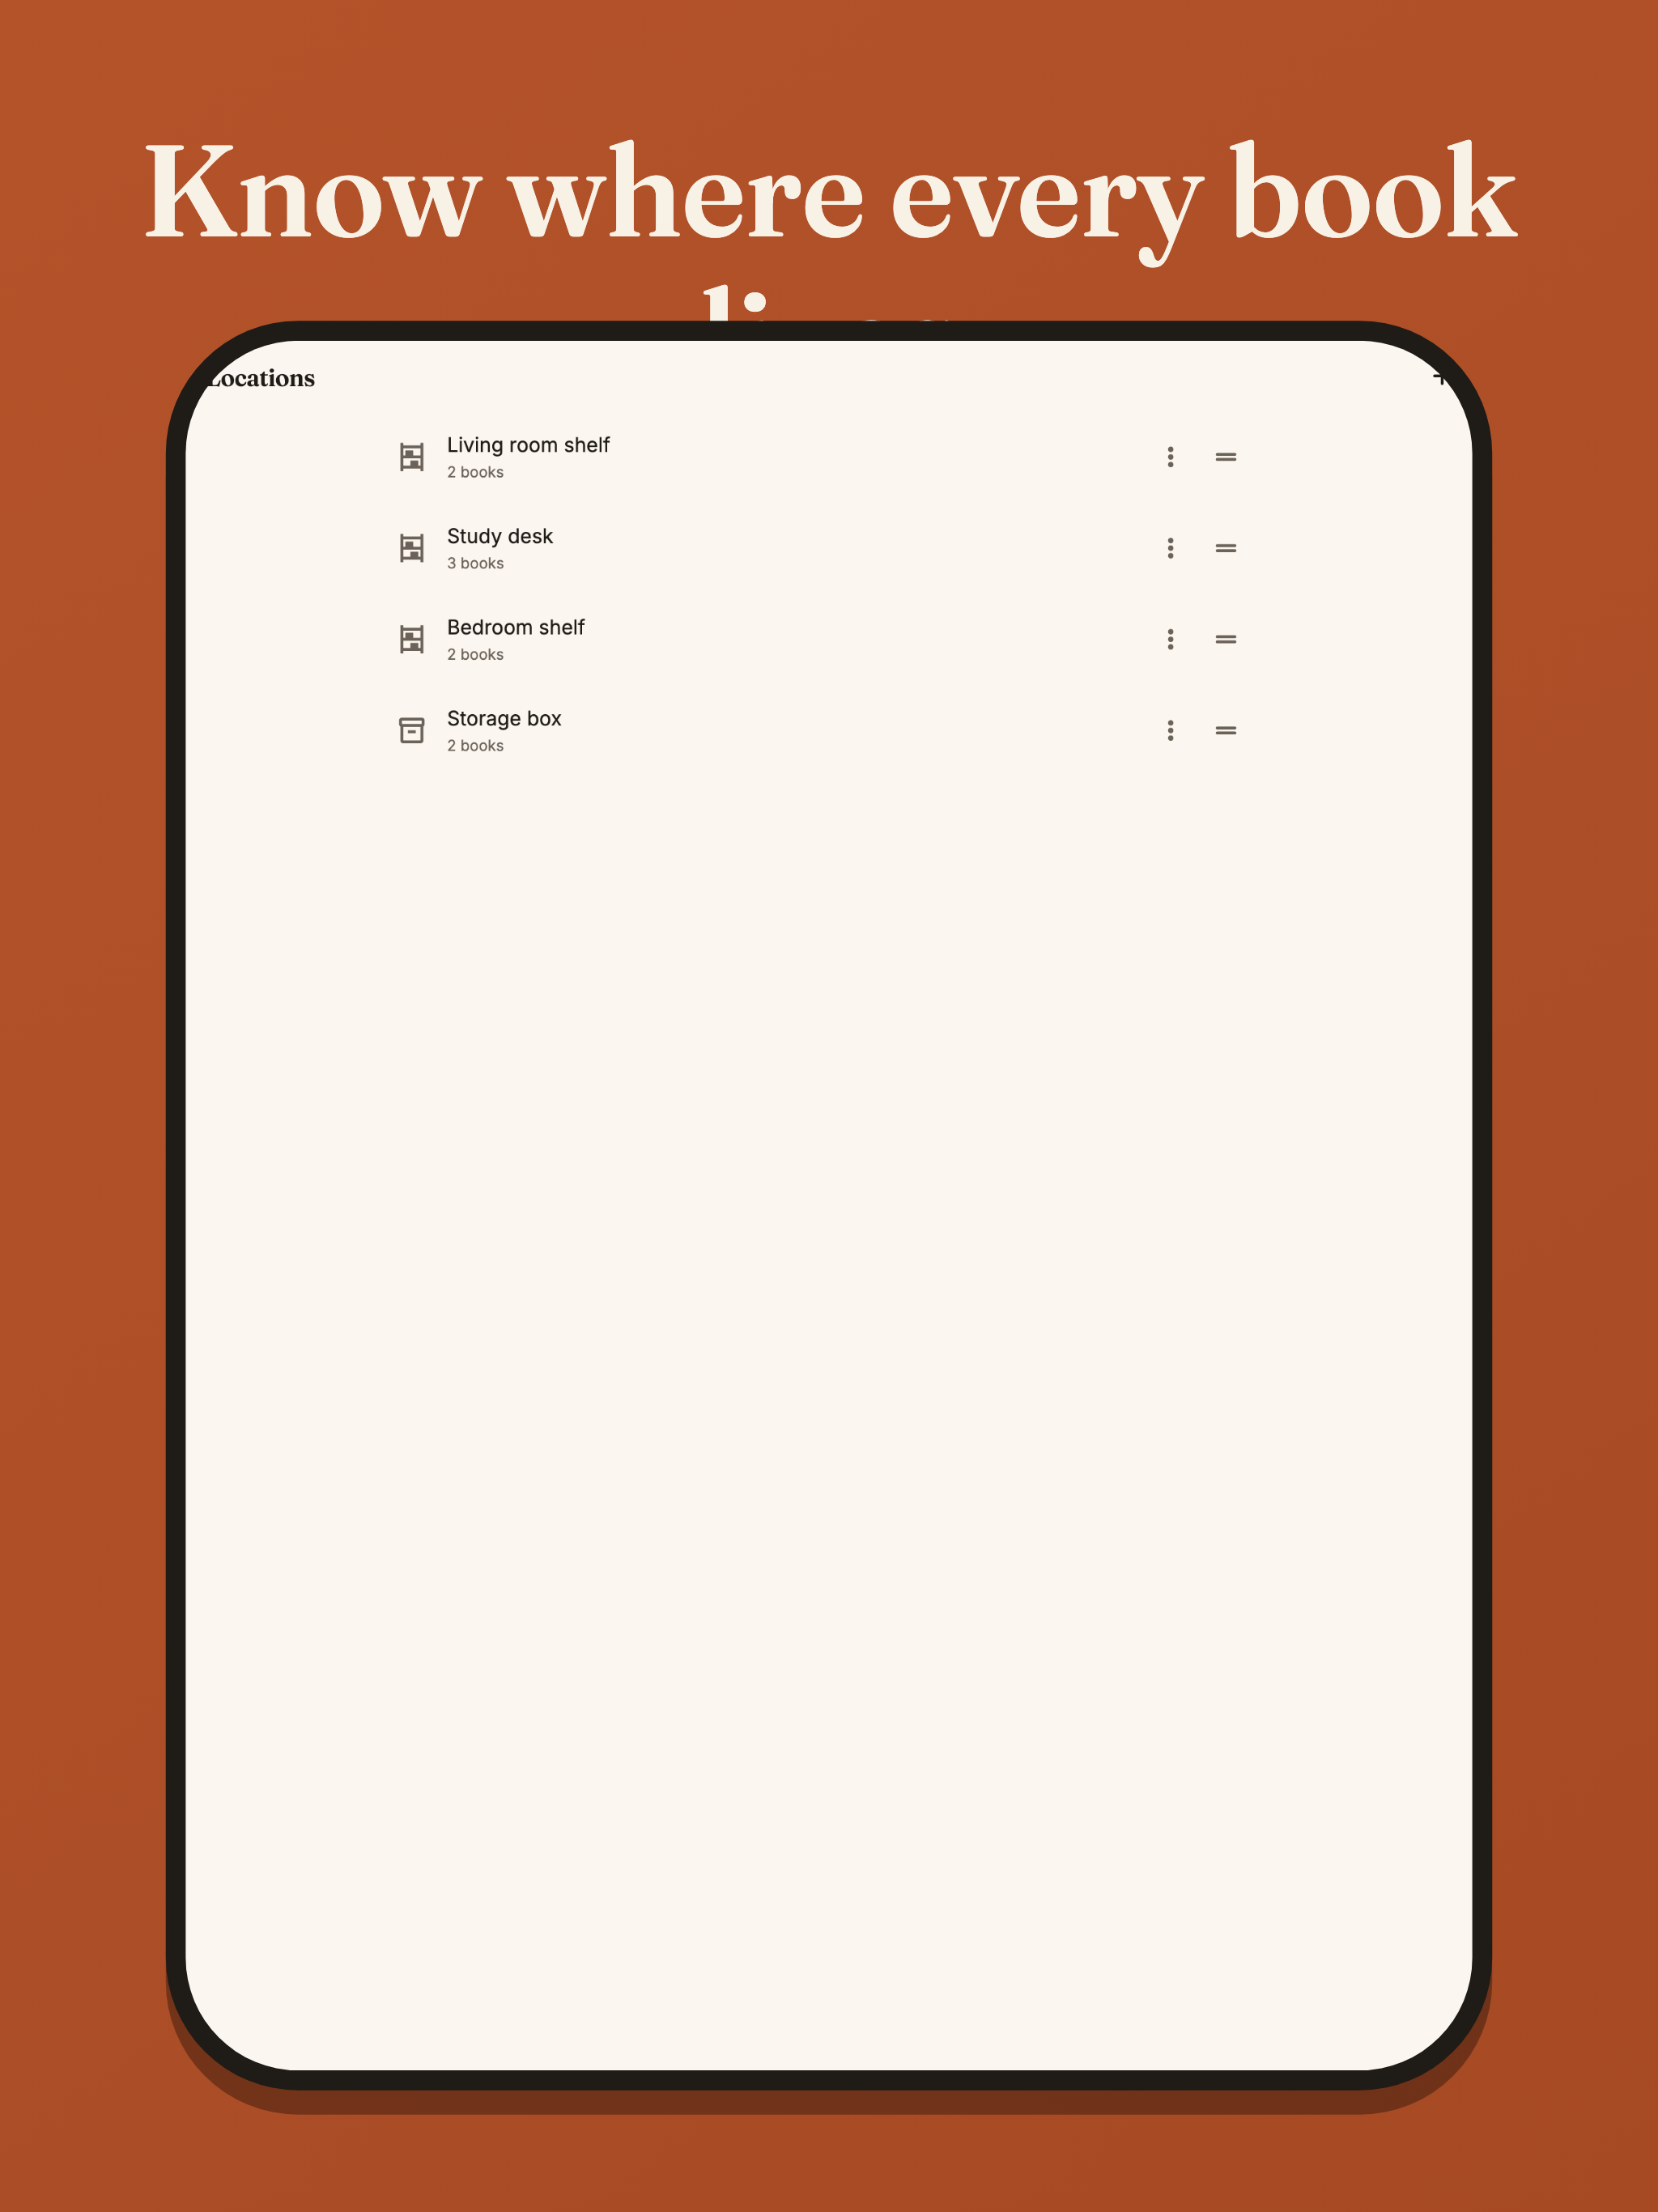 Know where every book
Locations
Living room shelf
2 books
Study desk
3 books
Bedroom shelf
2 books
Storage box
2 books